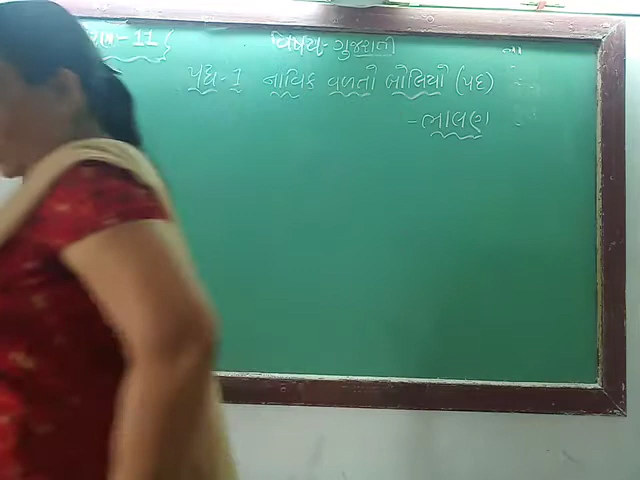 - 11}
વિષય:- ગુજરાતી
તા
પદ્ય-1 નાવિક વળતો બોલિયો (પદ)
- ભાલણ